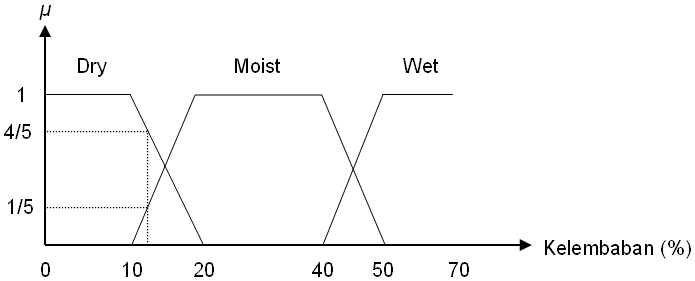 μ
Dry Moist Wet
1
4/5
1/5
Kelembaban (%)
0 10 20 40 50 70